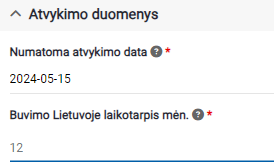 Atvykimo duomenys
Numatoma atvykimo data ? *
2024-05-15
Buvimo Lietuvoje laikotarpis mėn. ? *
12